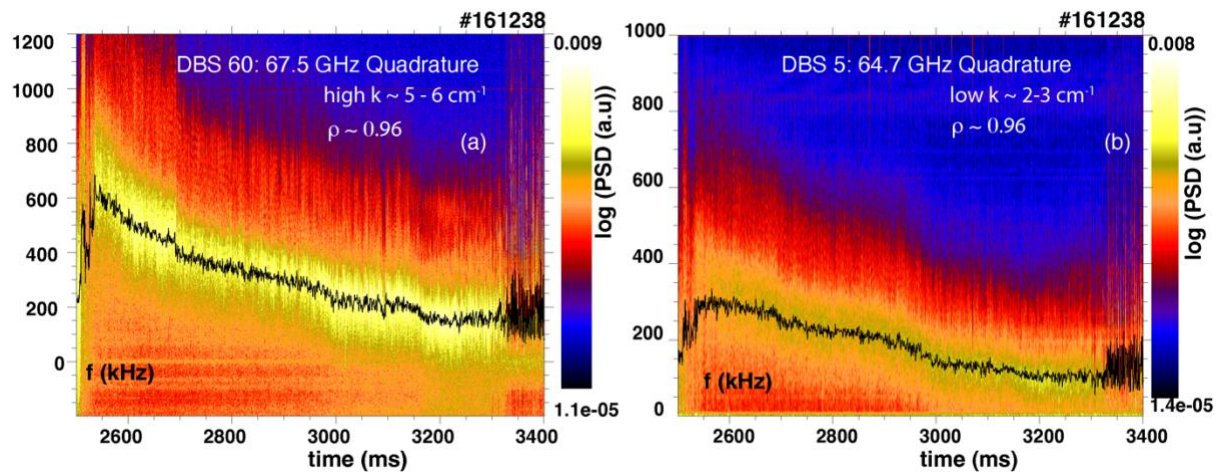 #161238
1200
1000
800
600
400
200
0
DBS 60: 67.5 GHz Quadrature
high k ~ 5 - 6 cm⁻¹
ρ ~ 0.96
(a)
f (kHz)
2600 2800 3000 3200 3400
time (ms)
0.009
log (PSD (a.u))
1.1e-05
#161238
1000
800
600
400
200
0
DBS 5: 64.7 GHz Quadrature
low k ~ 2-3 cm⁻¹
ρ ~ 0.96
(b)
f (kHz)
2600 2800 3000 3200 3400
time (ms)
0.008
log (PSD (a.u))
1.4e-05